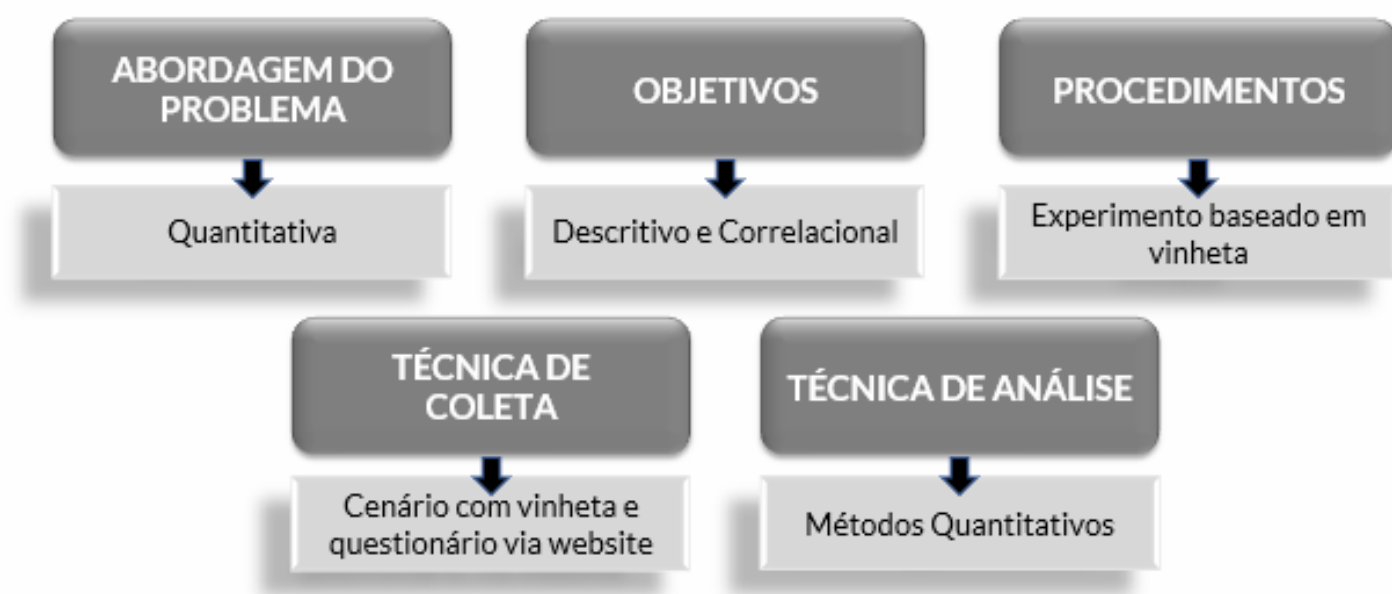 ABORDAGEM DO
PROBLEMA
OBJETIVOS
PROCEDIMENTOS
Quantitativa
Descritivo e Correlacional
Experimento baseado em
vinheta
TÉCNICA DE
COLETA
TÉCNICA DE ANÁLISE
Cenário com vinheta e
questionário via website
Métodos Quantitativos